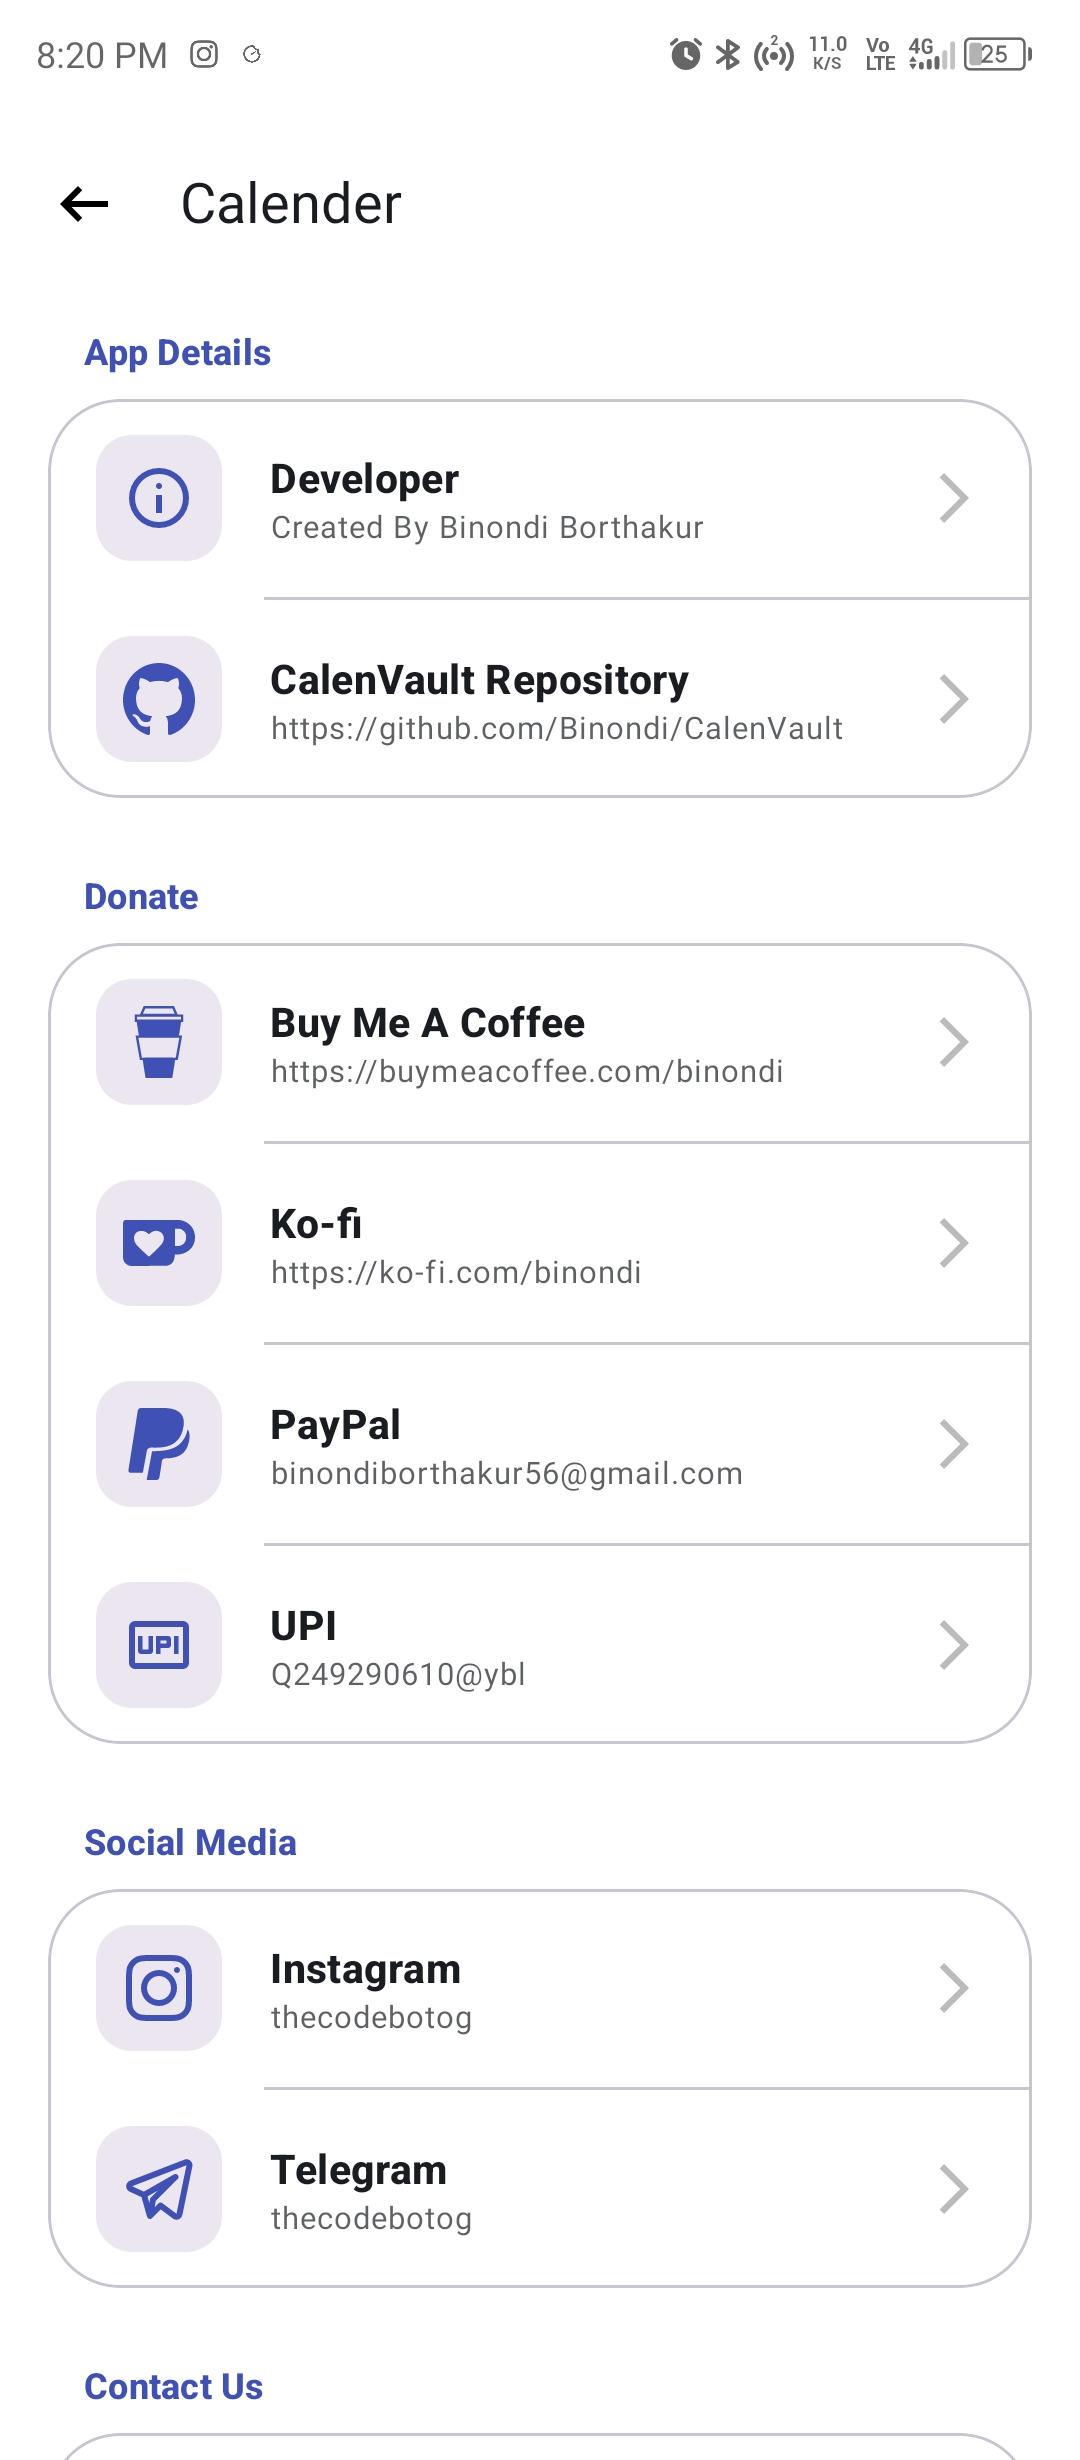 8:20 PM 2 11.0 K/S Vo LTE 4G 25
Calender
App Details
Developer
Created By Binondi Borthakur
CalenVault Repository
https://github.com/Binondi/CalenVault
Donate
Buy Me A Coffee
https://buymeacoffee.com/binondi
Ko-fi
https://ko-fi.com/binondi
PayPal
binondiborthakur56@gmail.com
UPI
UPI
Q249290610@ybl
Social Media
Instagram
thecodebotog
Telegram
thecodebotog
Contact Us